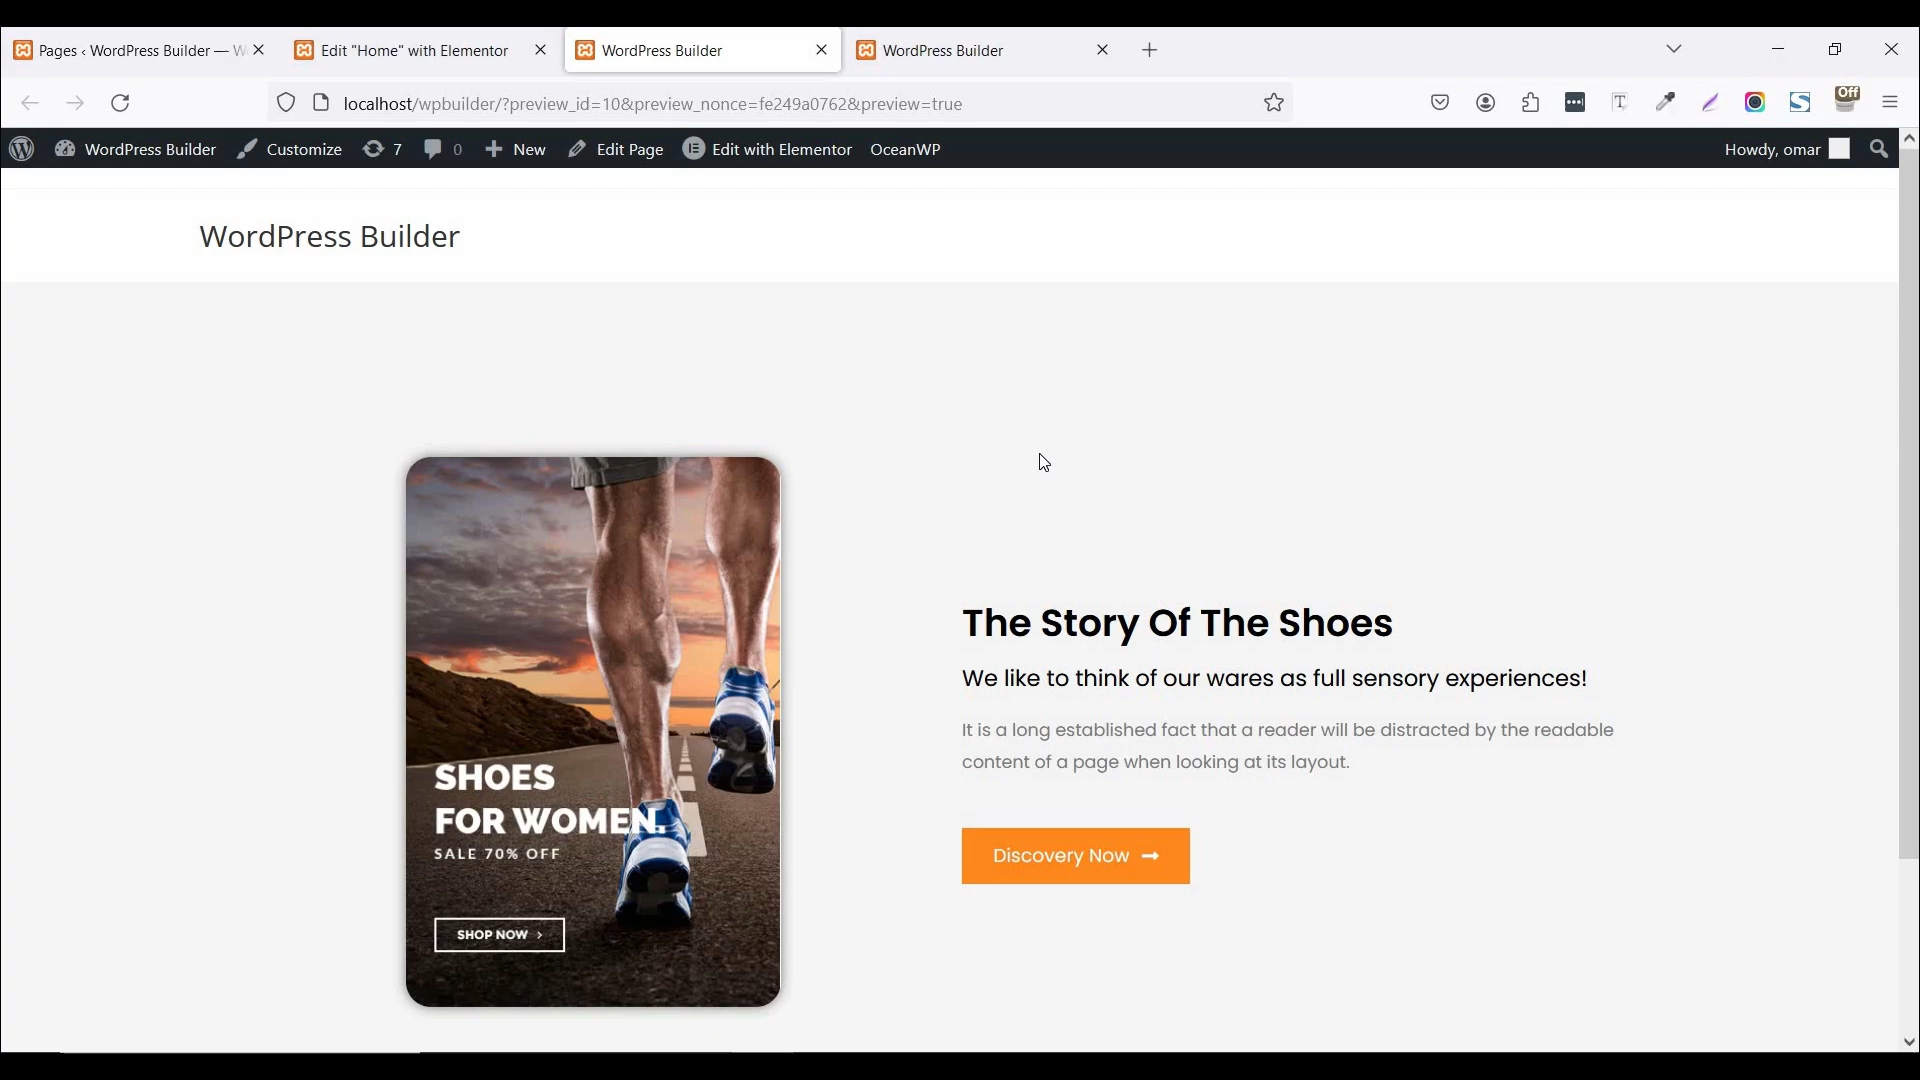 Pages ‹ WordPress Builder — W
Edit "Home" with Elementor
WordPress Builder
WordPress Builder
localhost/wpbuilder/?preview_id=10&preview_nonce=fe249a0762&preview=true
Off
WordPress Builder
Customize
7
0
New
Edit Page
Edit with Elementor
OceanWP
Howdy, omar
WordPress Builder
SHOES
FOR WOMEN.
SALE 70% OFF
SHOP NOW
The Story Of The Shoes
We like to think of our wares as full sensory experiences!
It is a long established fact that a reader will be distracted by the readable
content of a page when looking at its layout.
Discovery Now